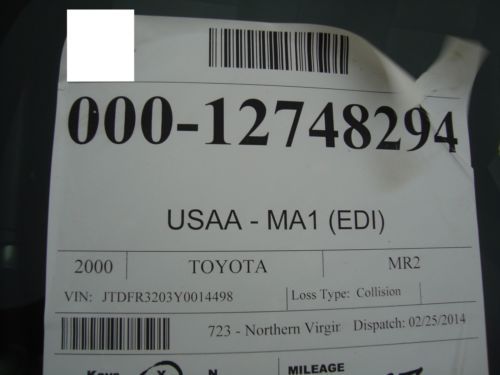 000-12748294
USAA - MA1 (EDI)
2000 TOYOTA MR2
VIN: JTDFR3203Y0014498 Loss Type: Collision
723 - Northern Virgir Dispatch: 02/25/2014
Keys X N MILEAGE